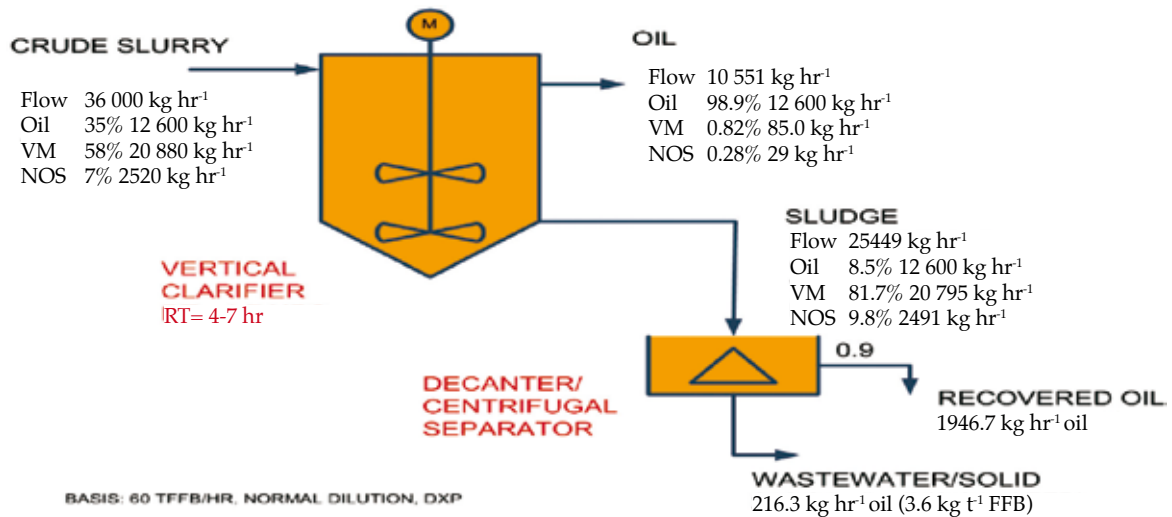 M
CRUDE SLURRY
Flow 36 000 kg hr⁻¹
Oil 35% 12 600 kg hr⁻¹
VM 58% 20 880 kg hr⁻¹
NOS 7% 2520 kg hr⁻¹
OIL
Flow 10 551 kg hr⁻¹
Oil 98.9% 12 600 kg hr⁻¹
VM 0.82% 85.0 kg hr⁻¹
NOS 0.28% 29 kg hr⁻¹
VERTICAL
CLARIFIER
RT= 4-7 hr
SLUDGE
Flow 25449 kg hr⁻¹
Oil 8.5% 12 600 kg hr⁻¹
VM 81.7% 20 795 kg hr⁻¹
NOS 9.8% 2491 kg hr⁻¹
DECANTER/
CENTRIFUGAL
SEPARATOR
0.9
RECOVERED OIL
1946.7 kg hr⁻¹ oil
WASTEWATER/SOLID
216.3 kg hr⁻¹ oil (3.6 kg t⁻¹ FFB)
BASIS: 60 TFFB/HR, NORMAL DILUTION, DXP